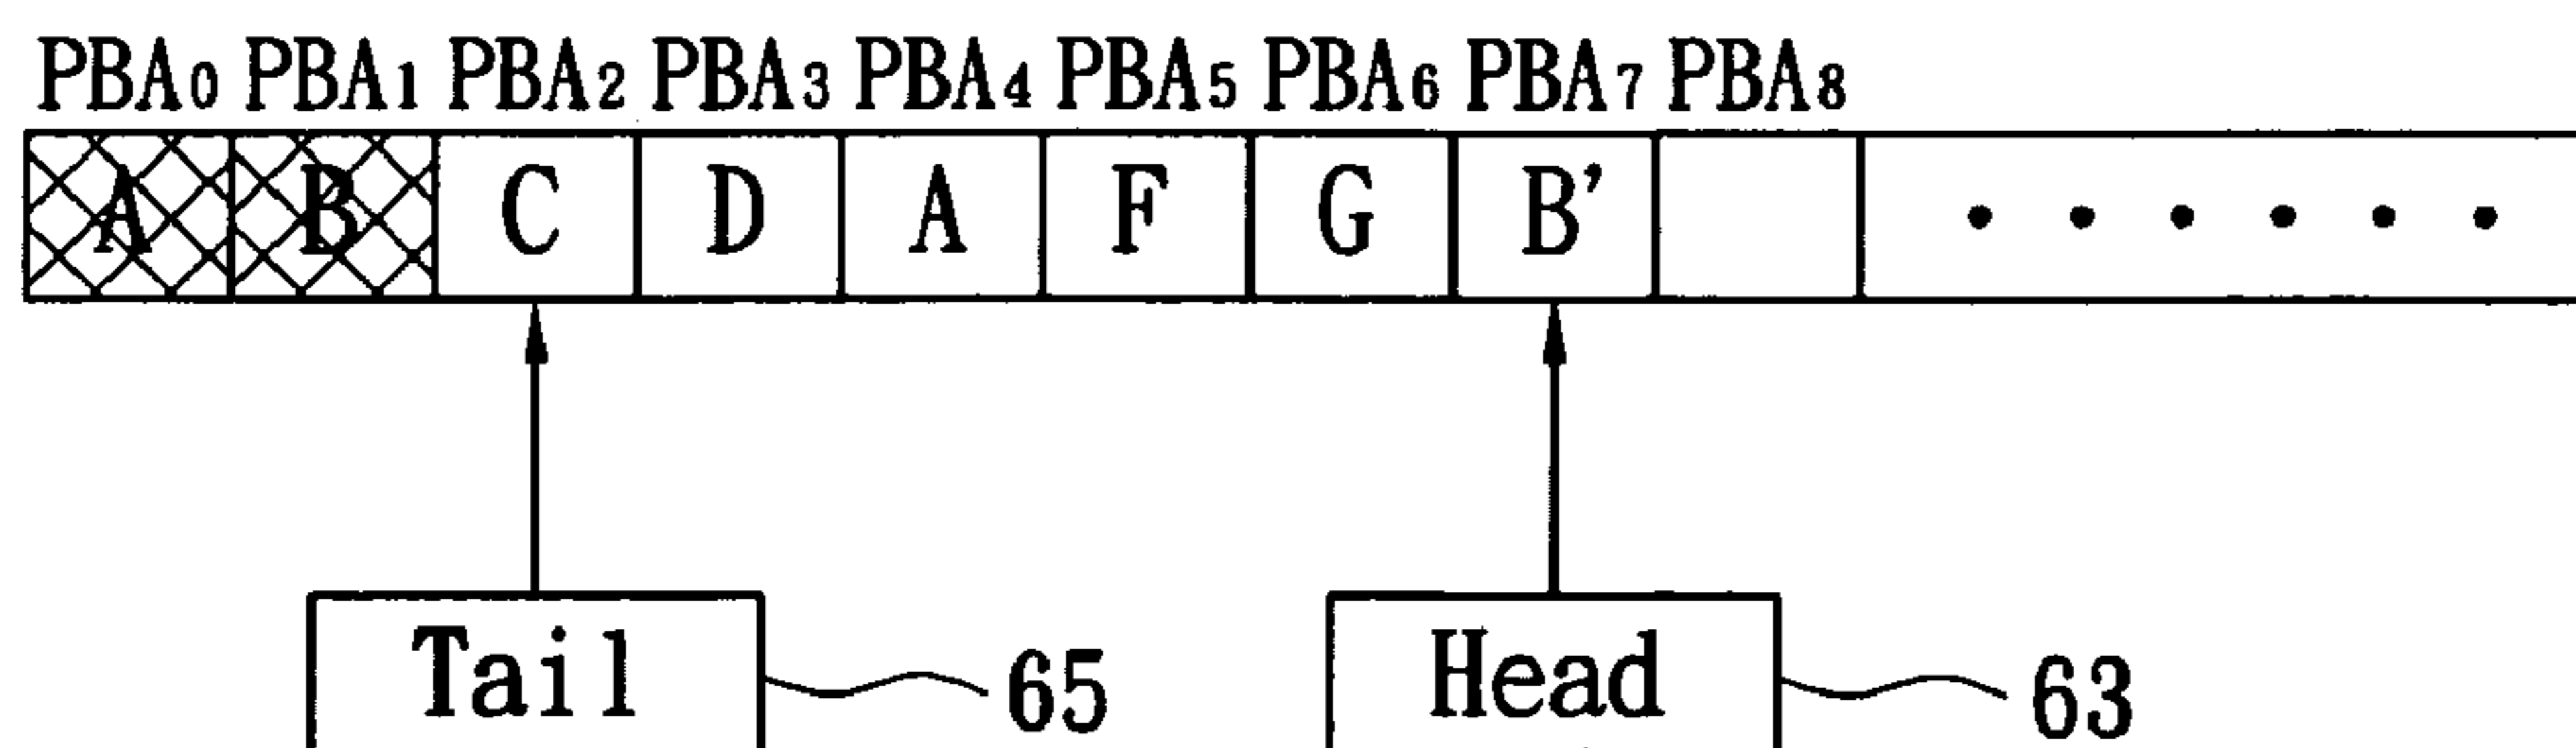 PBA0 PBA1 PBA2 PBA3 PBA4 PBA5 PBA6 PBA7 PBA8
A B C D A F G B' ......
Tail 65 Head 63